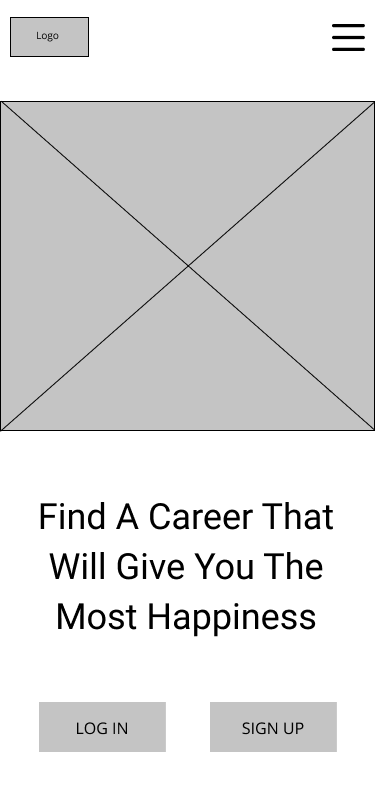 Logo
Find A Career That
Will Give You The
Most Happiness
LOG IN
SIGN UP